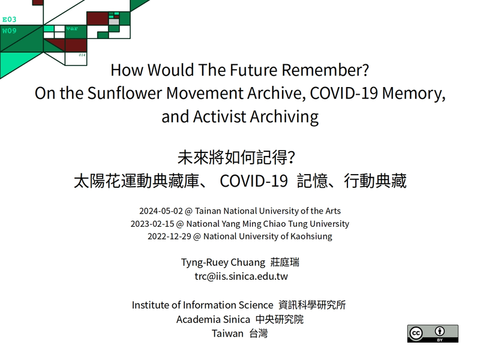 E03
W09
How Would The Future Remember?
On the Sunflower Movement Archive, COVID-19 Memory,
and Activist Archiving
未來將如何記得?
太陽花運動典藏庫、 COVID-19 記憶、行動典藏
2024-05-02 @ Tainan National University of the Arts
2023-02-15 @ National Yang Ming Chiao Tung University
2022-12-29 @ National University of Kaohsiung
Tyng-Ruey Chuang 莊庭瑞
trc@iis.sinica.edu.tw
Institute of Information Science 資訊科學研究所
Academia Sinica 中央研究院
Taiwan 台灣
cc
BY